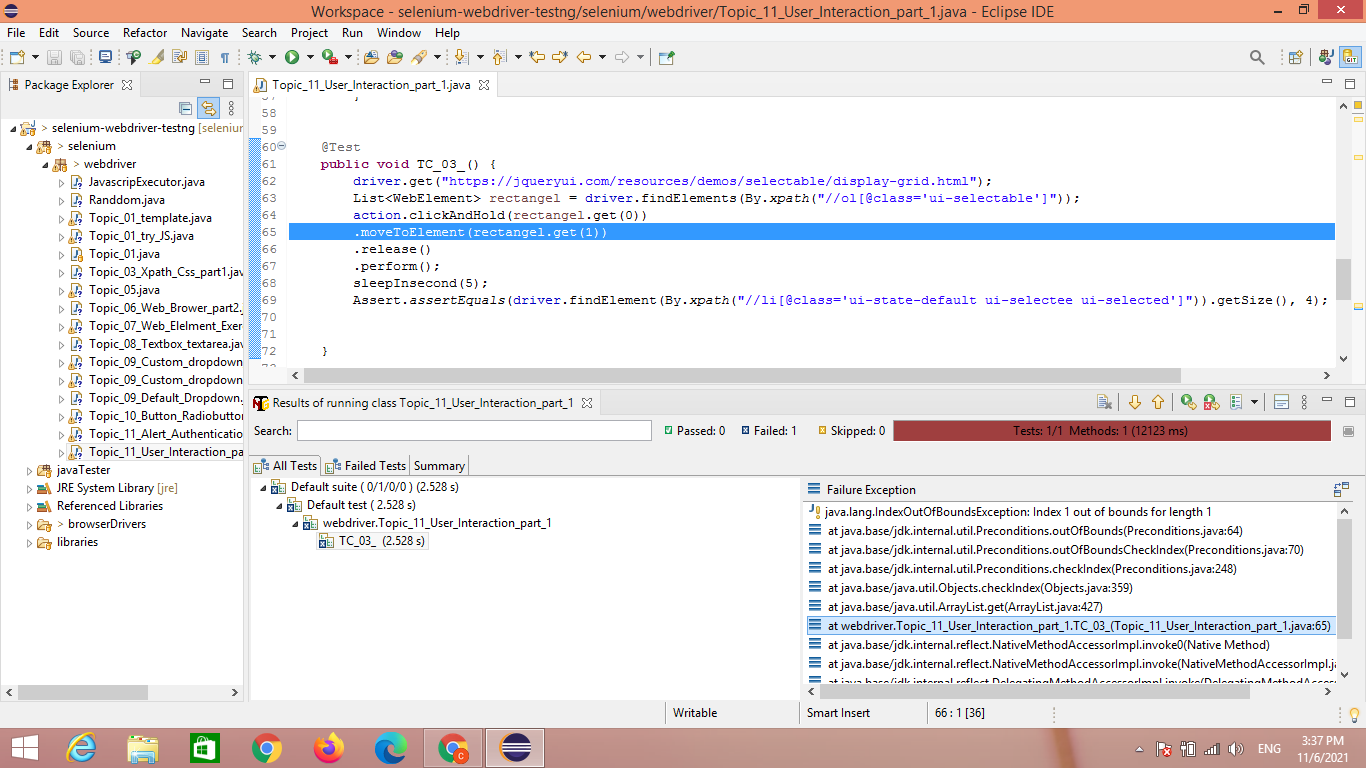 Workspace - selenium-webdriver-testng/selenium/webdriver/Topic_11_User_Interaction_part_1.java - Eclipse IDE
File Edit Source Refactor Navigate Search Project Run Window Help
Package Explorer
> selenium-webdriver-testng [seleniur
> selenium
> webdriver
JavascripExecutor.java
Randdom.java
Topic_01_template.java
Topic_01_try_JS.java
Topic_01.java
Topic_03_Xpath_Css_part1.jav
Topic_05.java
Topic_06_Web_Brower_part2.
Topic_07_Web_Elelment_Exer
Topic_08_Textbox_textarea.jav
Topic_09_Custom_dropdown
Topic_09_Custom_dropdown
Topic_09_Default_Dropdown.
Topic_10_Button_Radiobutto
Topic_11_Alert_Authenticatio
Topic_11_User_Interaction_pa
javaTester
JRE System Library [jre]
Referenced Libraries
> browserDrivers
libraries
Topic_11_User_Interaction_part_1.java
57 }
58
59
60 @Test
61 public void TC_03_() {
62 driver.get("https://jqueryui.com/resources/demos/selectable/display-grid.html");
63 List<WebElement> rectangel = driver.findElements(By.xpath("//ol[@class='ui-selectable']"));
64 action.clickAndHold(rectangel.get(0))
65 .moveToElement(rectangel.get(1))
66 .release()
67 .perform();
68 sleepInsecond(5);
69 Assert.assertEquals(driver.findElement(By.xpath("//li[@class='ui-state-default ui-selectee ui-selected']")).getSize(), 4);
70
71
72 }
Results of running class Topic_11_User_Interaction_part_1
Search: Passed: 0 Failed: 1 Skipped: 0 Tests: 1/1 Methods: 1 (12123 ms)
All Tests Failed Tests Summary
Default suite ( 0/1/0/0 ) (2.528 s)
Default test ( 2.528 s)
webdriver.Topic_11_User_Interaction_part_1
TC_03_ (2.528 s)
Failure Exception
java.lang.IndexOutOfBoundsException: Index 1 out of bounds for length 1
at java.base/jdk.internal.util.Preconditions.outOfBounds(Preconditions.java:64)
at java.base/jdk.internal.util.Preconditions.outOfBoundsCheckIndex(Preconditions.java:70)
at java.base/jdk.internal.util.Preconditions.checkIndex(Preconditions.java:248)
at java.base/java.util.Objects.checkIndex(Objects.java:359)
at java.base/java.util.ArrayList.get(ArrayList.java:427)
at webdriver.Topic_11_User_Interaction_part_1.TC_03_(Topic_11_User_Interaction_part_1.java:65)
at java.base/jdk.internal.reflect.NativeMethodAccessorImpl.invoke0(Native Method)
at java.base/jdk.internal.reflect.NativeMethodAccessorImpl.invoke(NativeMethodAccessorImpl.ja
at java.base/jdk.internal.reflect.DelegatingMethodAccessorImpl.invoke(DelegatingMethodAcces
Writable Smart Insert 66 : 1 [36]
ENG
3:37 PM
11/6/2021